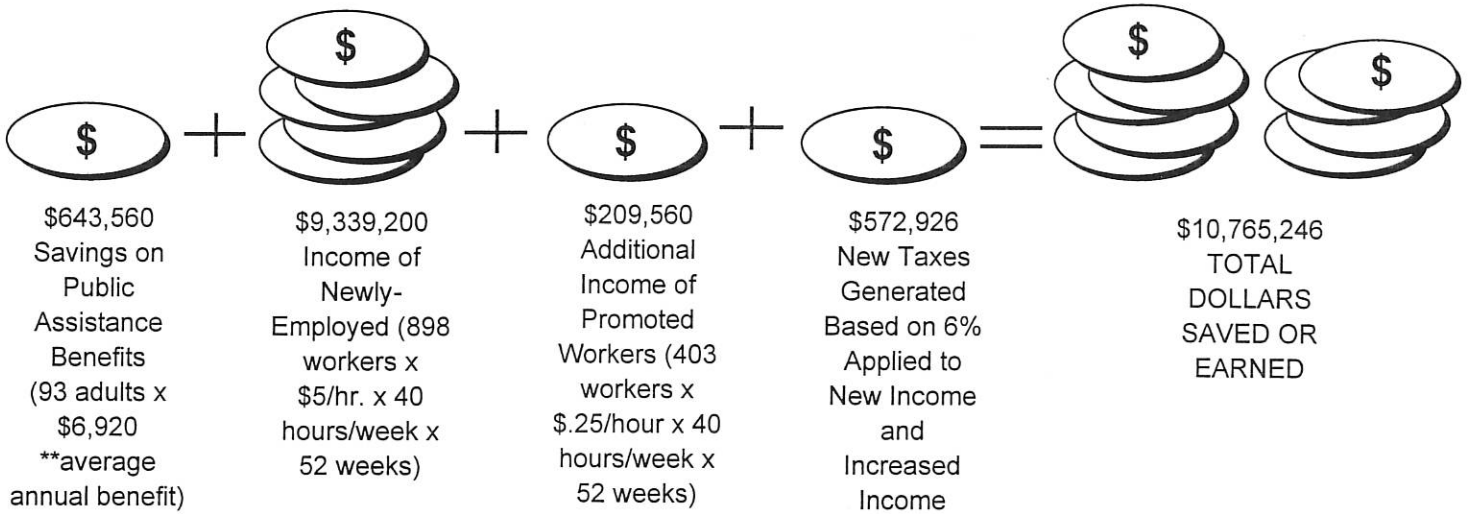 $ + $ + $ + $ = $ $
$643,560
Savings on
Public
Assistance
Benefits
(93 adults x
$6,920
**average
annual benefit)
$9,339,200
Income of
Newly-
Employed (898
workers x
$5/hr. x 40
hours/week x
52 weeks)
$209,560
Additional
Income of
Promoted
Workers (403
workers x
$.25/hour x 40
hours/week x
52 weeks)
$572,926
New Taxes
Generated
Based on 6%
Applied to
New Income
and
Increased
Income
$10,765,246
TOTAL
DOLLARS
SAVED OR
EARNED